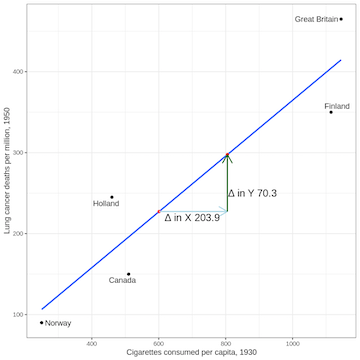 Great Britain
400
Finland
Lung cancer deaths per million, 1950
300
Δ in Y 70.3
Holland
Δ in X 203.9
200
Canada
100
Norway
400 600 800 1000
Cigarettes consumed per capita, 1930